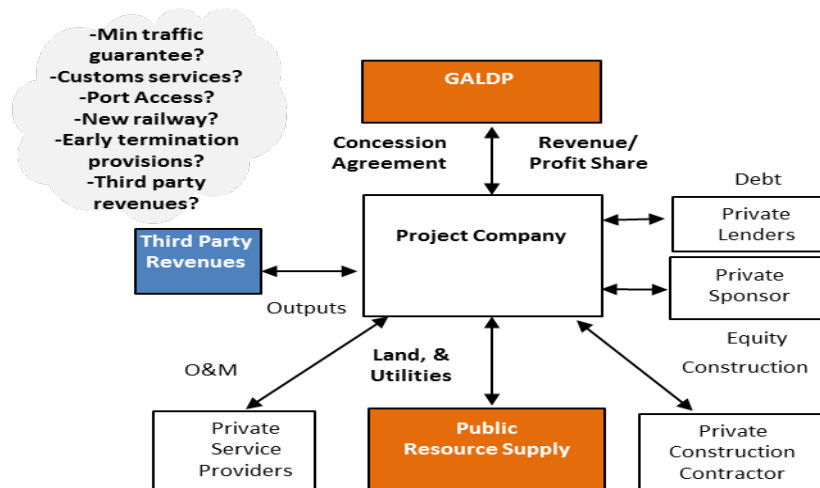 -Min traffic
guarantee?
-Customs services?
-Port Access?
-New railway?
-Early termination
provisions?
-Third party
revenues?
GALDP
Concession
Agreement
Revenue/
Profit Share
Debt
Private
Lenders
Project Company
Third Party
Revenues
Private
Sponsor
Outputs
Equity
Land, &
Utilities
O&M
Construction
Private
Service
Providers
Public
Resource Supply
Private
Construction
Contractor